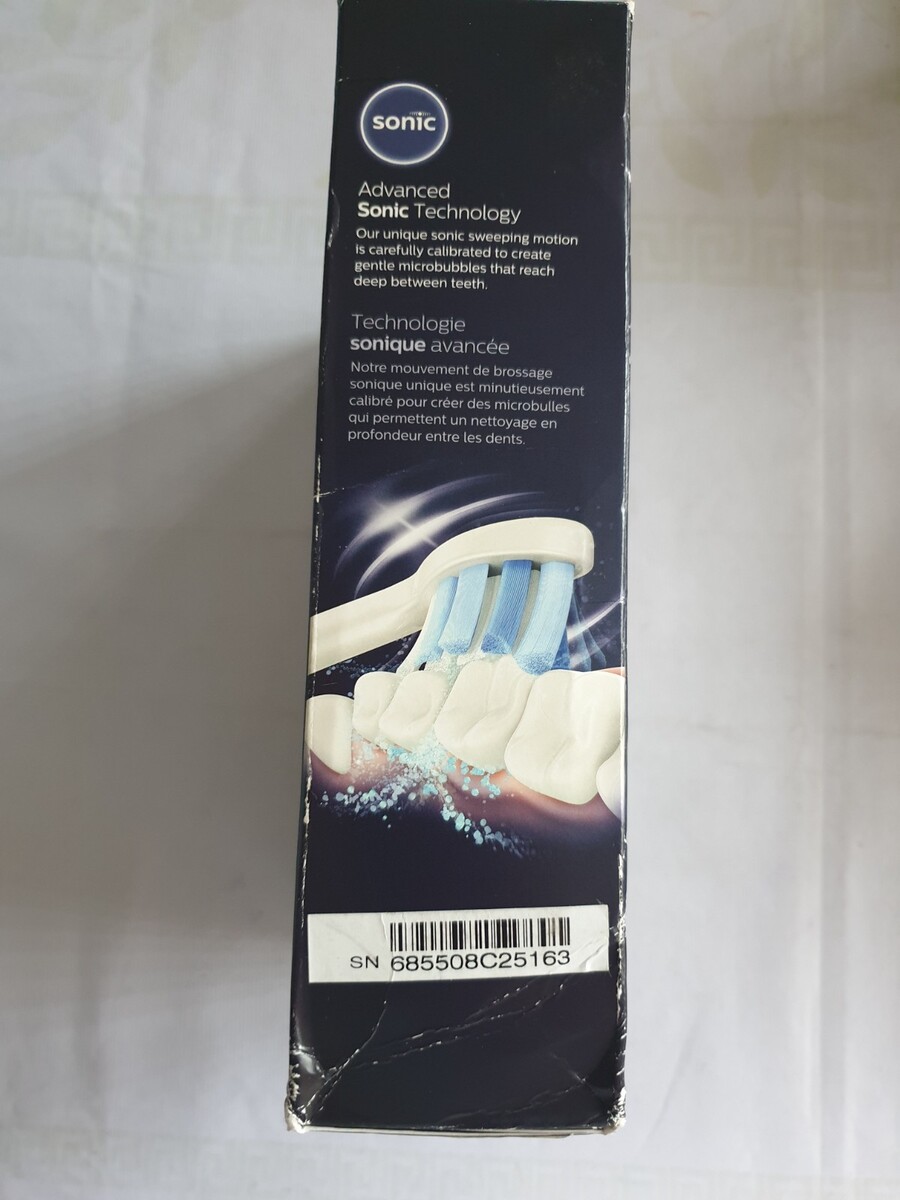 sonic
Advanced
Sonic Technology
Our unique sonic sweeping motion
is carefully calibrated to create
gentle microbubbles that reach
deep between teeth.
Technologie
sonique avancée
Notre mouvement de brossage
sonique unique est minutieusement
calibré pour créer des microbulles
qui permettent un nettoyage en
profondeur entre les dents.
SN 685508C25163